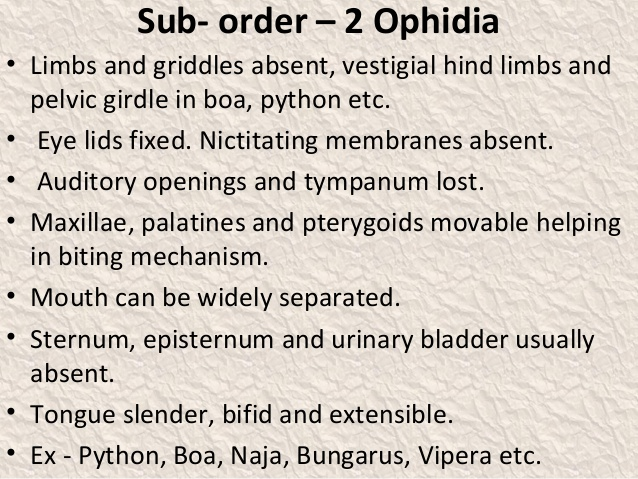 Sub- order – 2 Ophidia
• Limbs and griddles absent, vestigial hind limbs and
pelvic girdle in boa, python etc.
• Eye lids fixed. Nictitating membranes absent.
• Auditory openings and tympanum lost.
• Maxillae, palatines and pterygoids movable helping
in biting mechanism.
• Mouth can be widely separated.
• Sternum, episternum and urinary bladder usually
absent.
• Tongue slender, bifid and extensible.
• Ex - Python, Boa, Naja, Bungarus, Vipera etc.